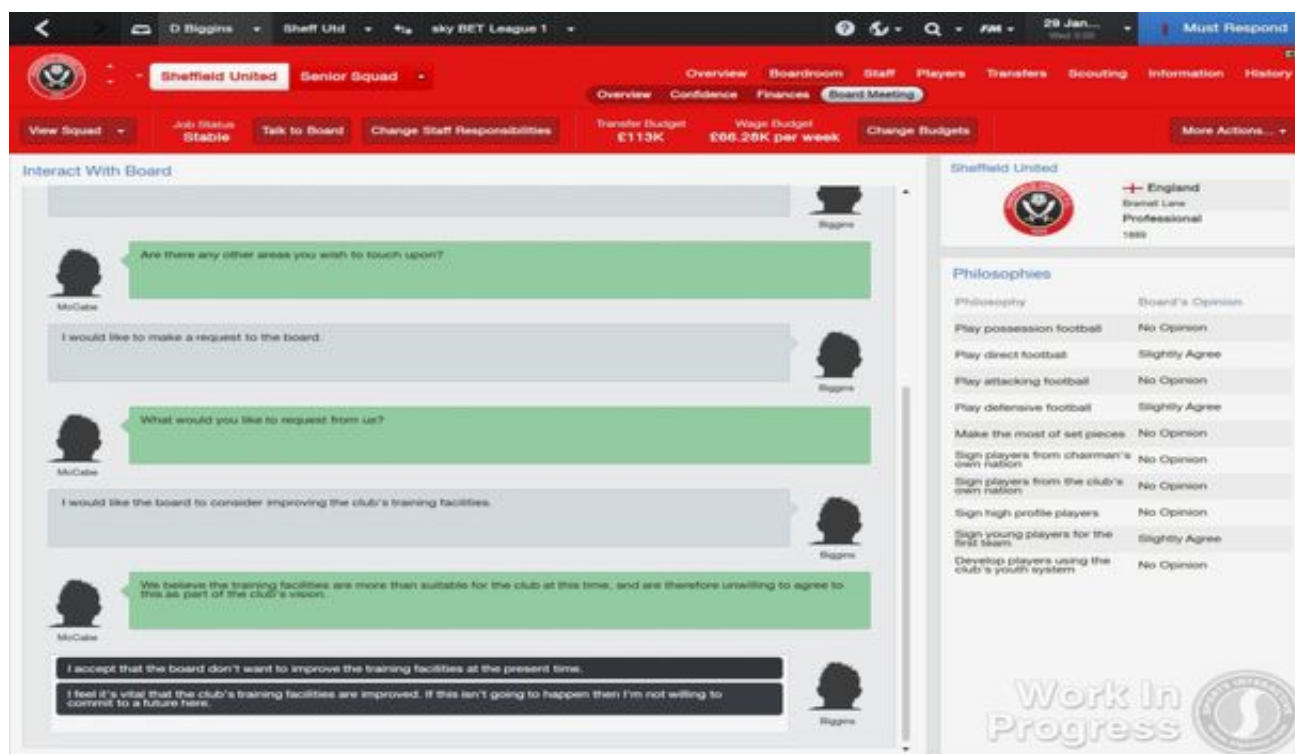 D Biggins
Sheff Utd
sky BET League 1
FM
29 Jan...
Must Respond
Sheffield United
Senior Squad
Overview Boardroom Staff Players Transfers Scouting Information History
Overview Confidence Finances Board Meeting
View Squad
Job Status
Stable
Talk to Board
Change Staff Responsibilities
Transfer Budget
£113K
Wage Budget
£66.28K per week
Change Budgets
More Actions...
Interact With Board
Biggins
Are there any other areas you wish to touch upon?
McCabe
I would like to make a request to the board.
Biggins
What would you like to request from us?
McCabe
I would like the board to consider improving the club's training facilities.
Biggins
We believe the training facilities are more than suitable for the club at this time, and are therefore unwilling to agree to
this as part of the club's vision.
McCabe
I accept that the board don't want to improve the training facilities at the present time.
I feel it's vital that the club's training facilities are improved. If this isn't going to happen then I'm not willing to
commit to a future here.
Biggins
Sheffield United
England
Bramall Lane
Professional
1889
Philosophies
Philosophy Board's Opinion
Play possession football No Opinion
Play direct football Slightly Agree
Play attacking football No Opinion
Play defensive football Slightly Agree
Make the most of set pieces No Opinion
Sign players from chairman's
own nation No Opinion
Sign players from the club's
own nation No Opinion
Sign high profile players No Opinion
Sign young players for the
first team Slightly Agree
Develop players using the
club's youth system No Opinion
Work In
Progress